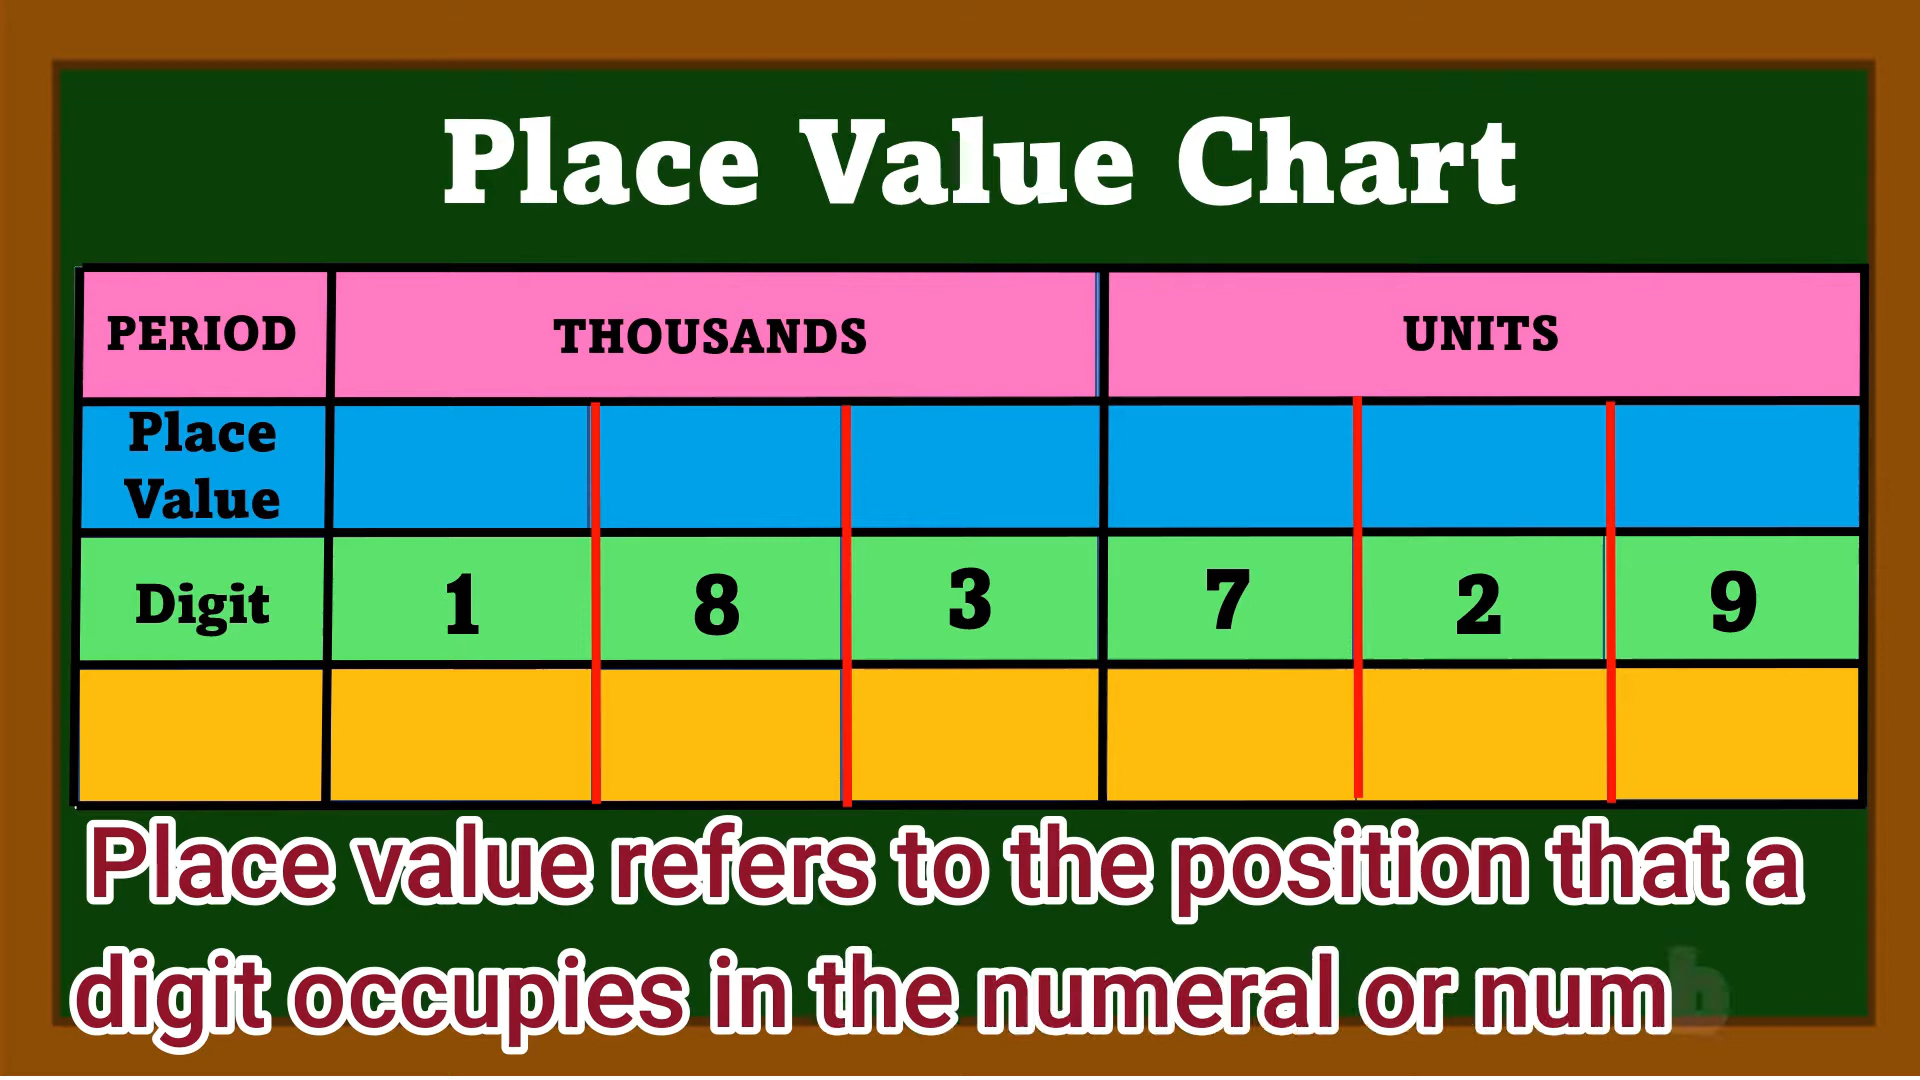 Place Value Chart
PERIOD THOUSANDS UNITS
Place
Value
Digit 1 8 3 7 2 9
Place value refers to the position that a
digit occupies in the numeral or numb